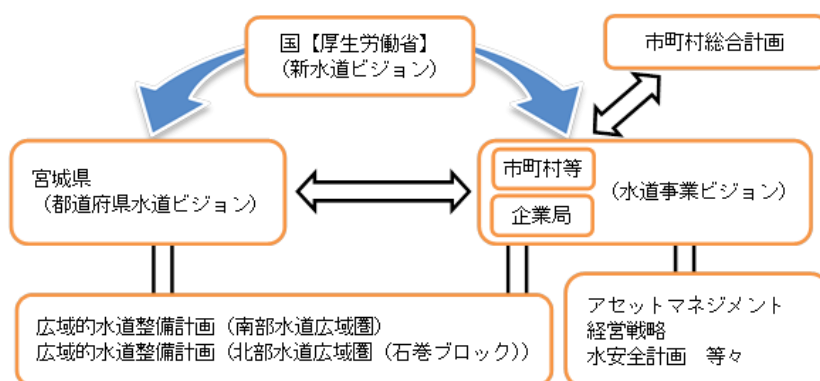 国【厚生労働省】
（新水道ビジョン）
市町村総合計画
宮城県
（都道府県水道ビジョン）
市町村等
企業局
（水道事業ビジョン）
広域的水道整備計画（南部水道広域圏）
広域的水道整備計画（北部水道広域圏（石巻ブロック））
アセットマネジメント
経営戦略
水安全計画　等々